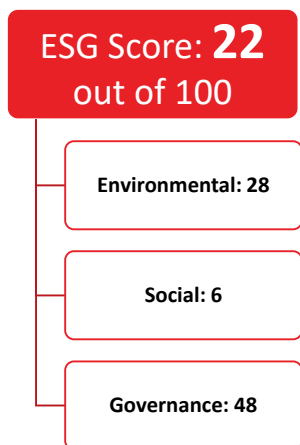 ESG Score: 22
out of 100
Environmental: 28
Social: 6
Governance: 48